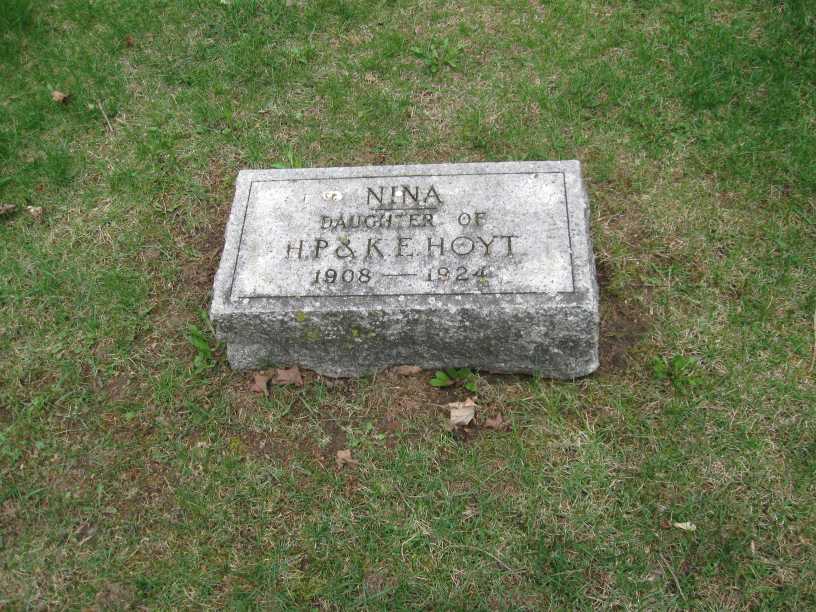 NINA
DAUGHTER OF
H.P. & K.E. HOYT
1908 — 1924